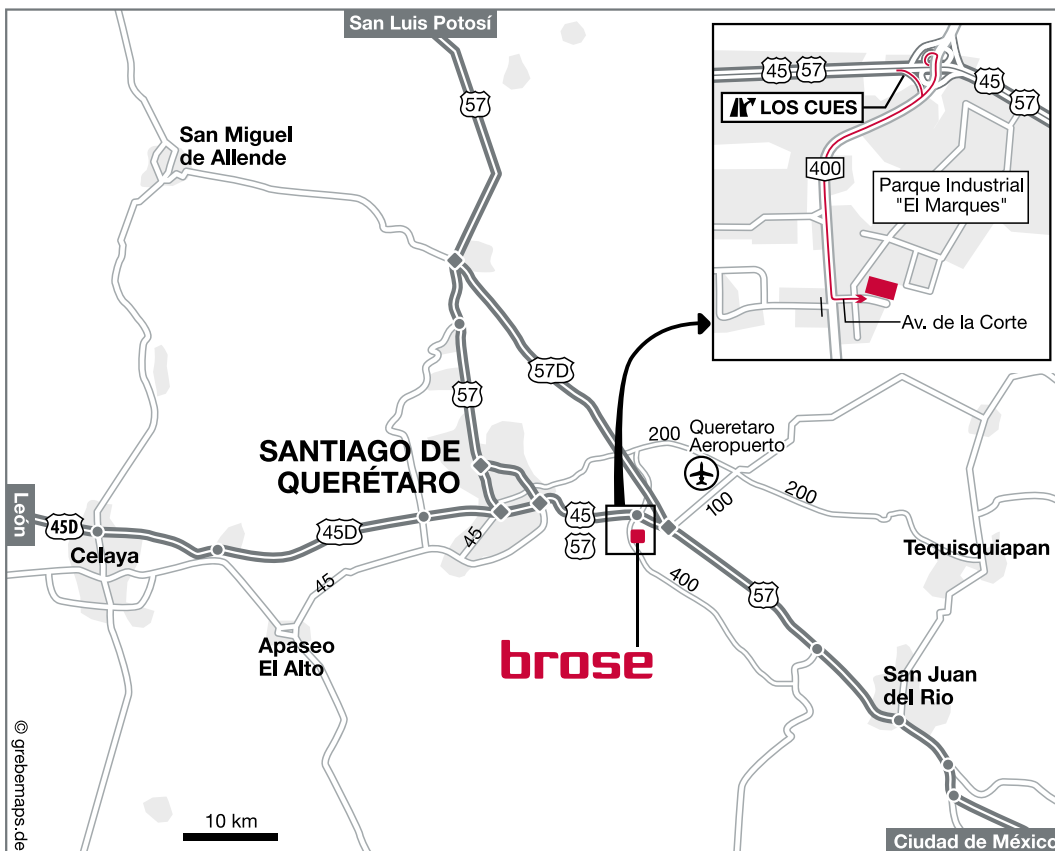 San Luis Potosí
57
San Miguel
de Allende
45
57
45
57
LOS CUES
400
Parque Industrial
"El Marques"
Av. de la Corte
57D
57
SANTIAGO DE
QUERÉTARO
200
Queretaro
Aeropuerto
100
200
León
45D
Celaya
45D
45
45
57
45
400
57
Tequisquiapan
Apaseo
El Alto
brose
San Juan
del Rio
10 km
Ciudad de México
© grebemaps.de